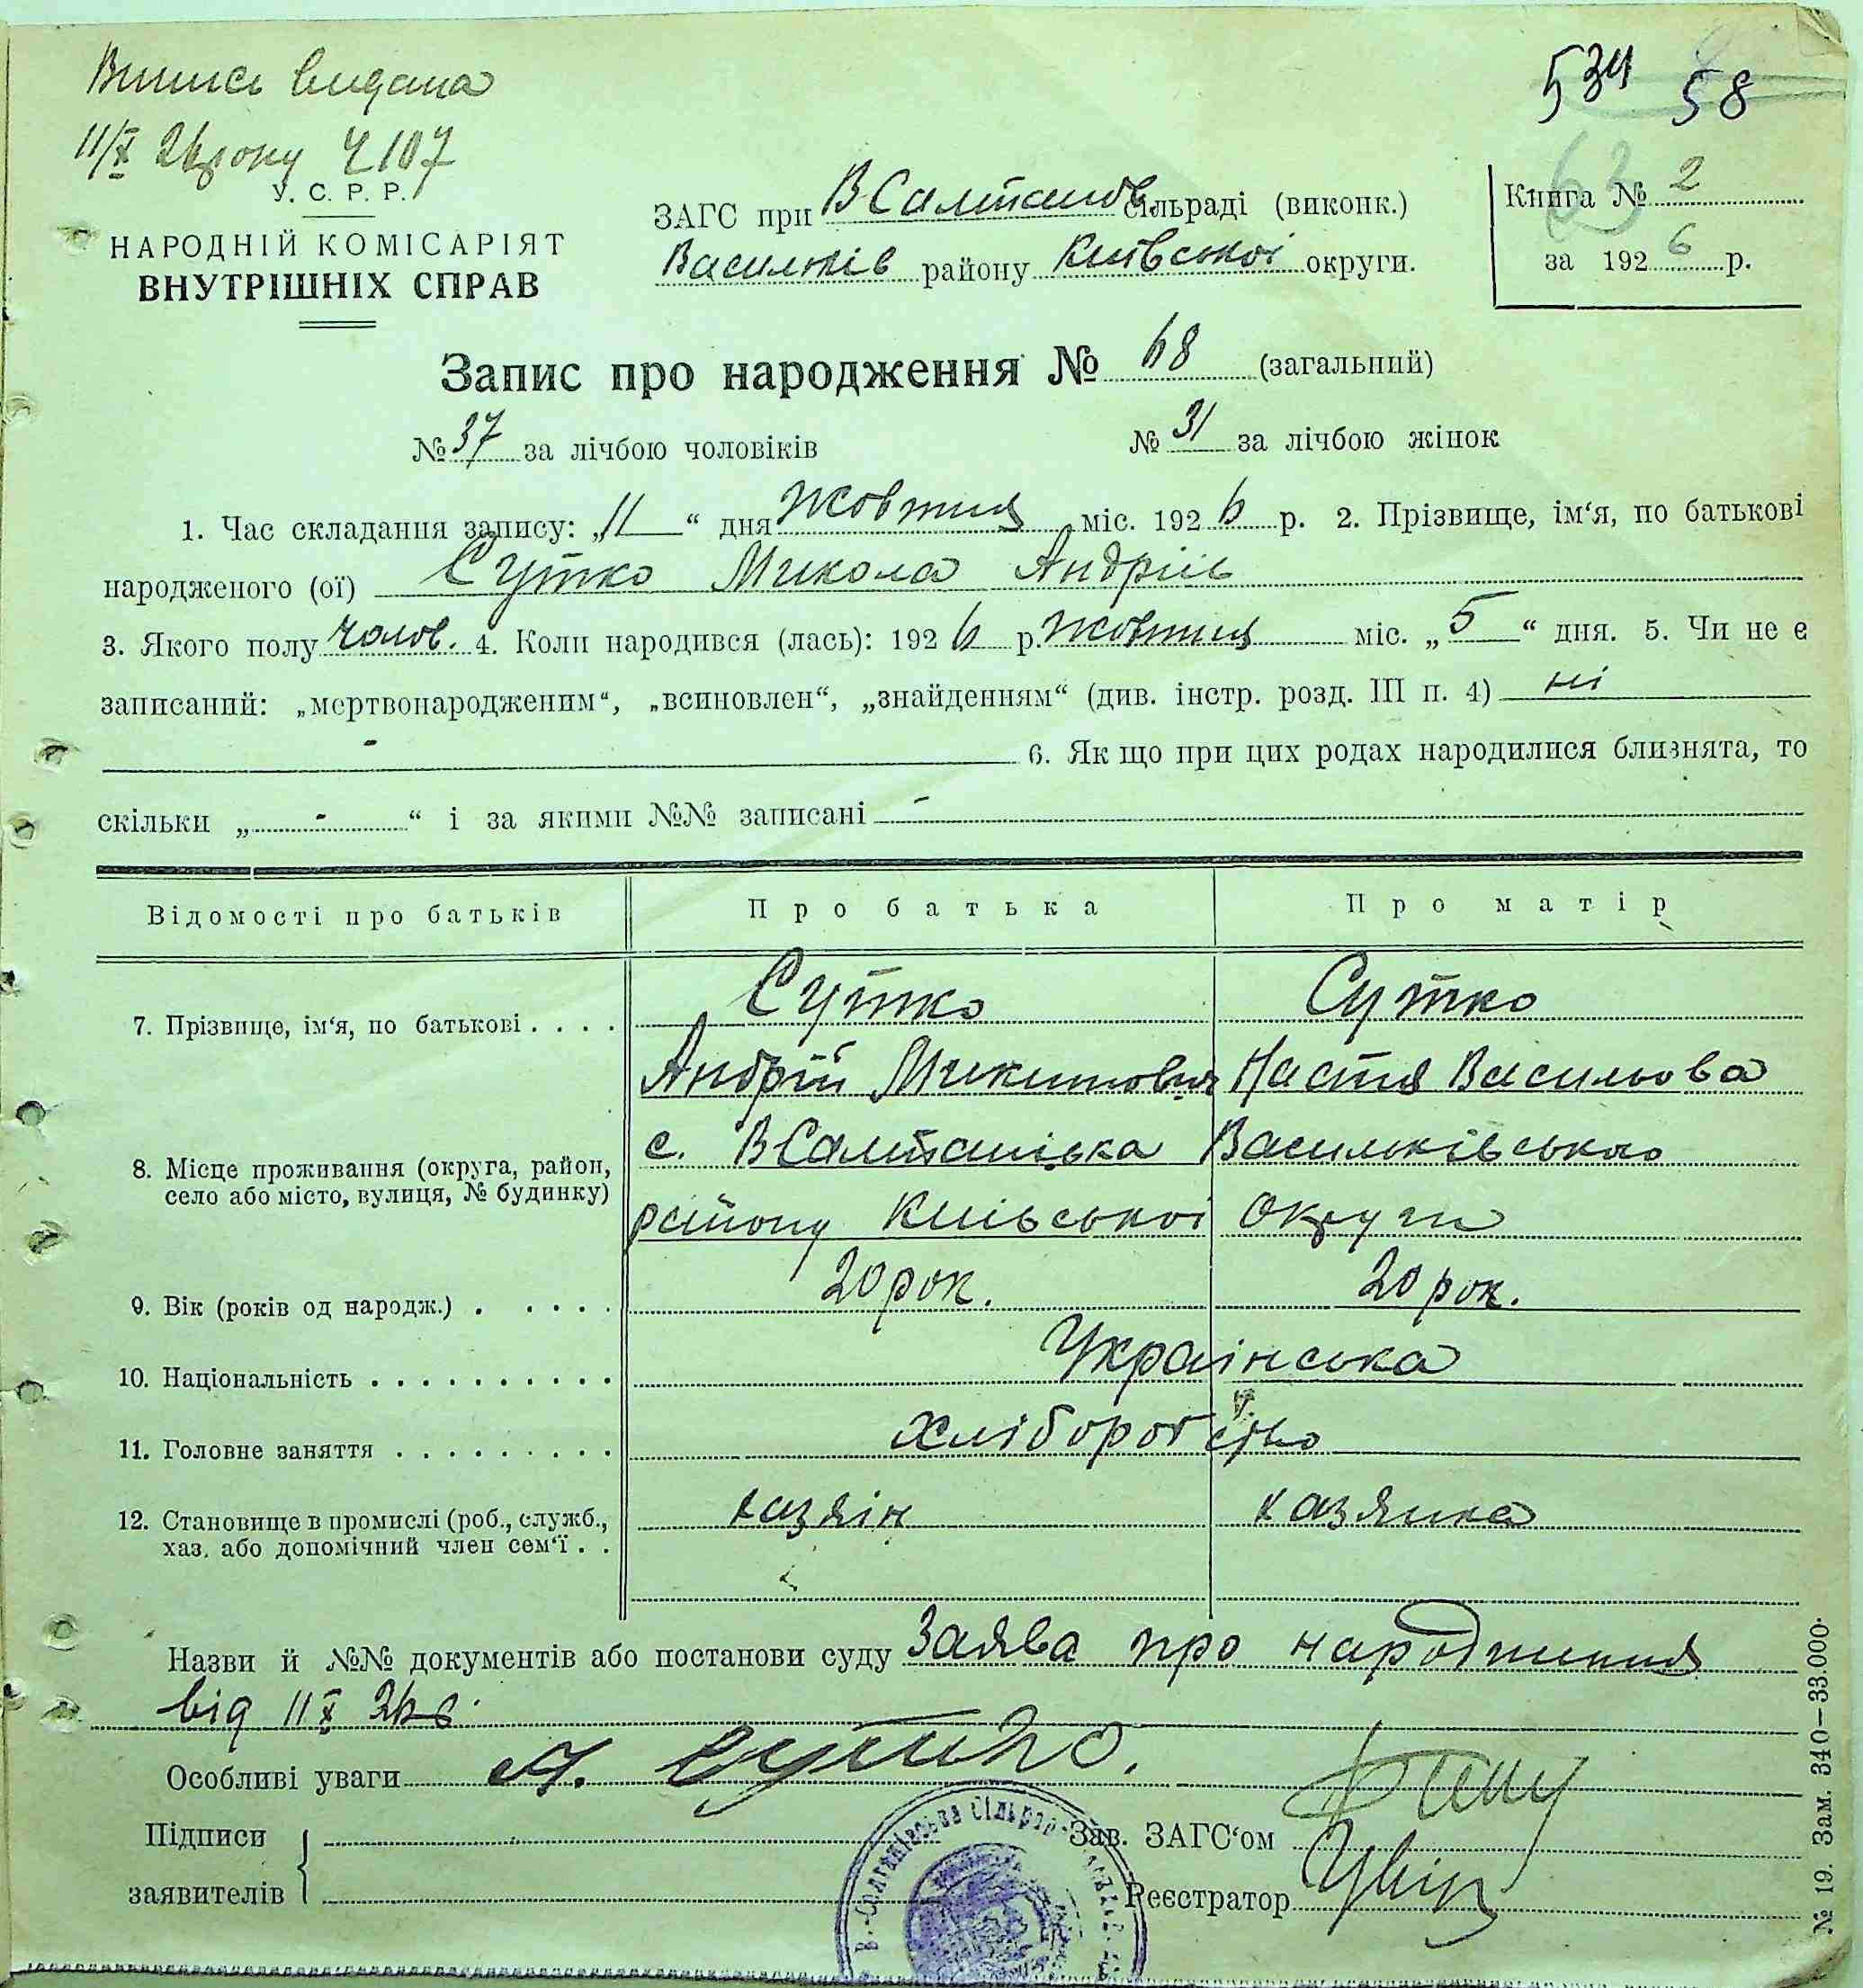 Випись видана
534 58
11/X 26 року Ч 107
63
У. С. Р. Р.
НАРОДНІЙ КОМІСАРІЯТ
ВНУТРІШНІХ СПРАВ
ЗАГС при ВСалтанів. сільраді (виконк.)
Васильків району Київської округи.
Книга № 2
за 1926 р.
Запис про народження № 68 (загальний)
№ 37 за лічбою чоловіків № 31 за лічбою жінок
1. Час складання запису: „11“ дня жовтня міс. 1926 р. 2. Прізвище, ім‘я, по батькові
народженого (ої) Сутко Микола Андріїв
3. Якого полу чолов. 4. Коли народився (лась): 1926 р. жовтня міс. „5“ дня. 5. Чи не є
записаний: „мертвонародженим“, „всиновлен“, „знайденням“ (див. інстр. розд. III п. 4) ні
- 6. Як що при цих родах народилися близнята, то
скільки „ - “ і за якими №№ записані -
Відомості про батьків Про батька Про матір
7. Прізвище, ім‘я, по батькові . . . . Сутко Сутко
Андрій Микитович Настя Васильова
8. Місце проживання (округа, район, с. ВСалтанівка Васильківського
село або місто, вулиця, № будинку)
району Київської округи
9. Вік (років од народж.) . . . . . 20 рок. 20 рок.
10. Національність . . . . . . . . . . Українська
11. Головне заняття . . . . . . . . . Хліборобство
12. Становище в промислі (роб., служб., хазяін хазяйка
хаз. або допомічний член сем‘ї . .
Назви й №№ документів або постанови суду Заява про народження
від 11 X 26 р.
Особливі уваги А. Сутко.
Підписи
заявителів
Зав. ЗАГС‘ом
Реєстратор
В.-Салтанівська Сільрада
№ 19. Зам. 340—33.000.